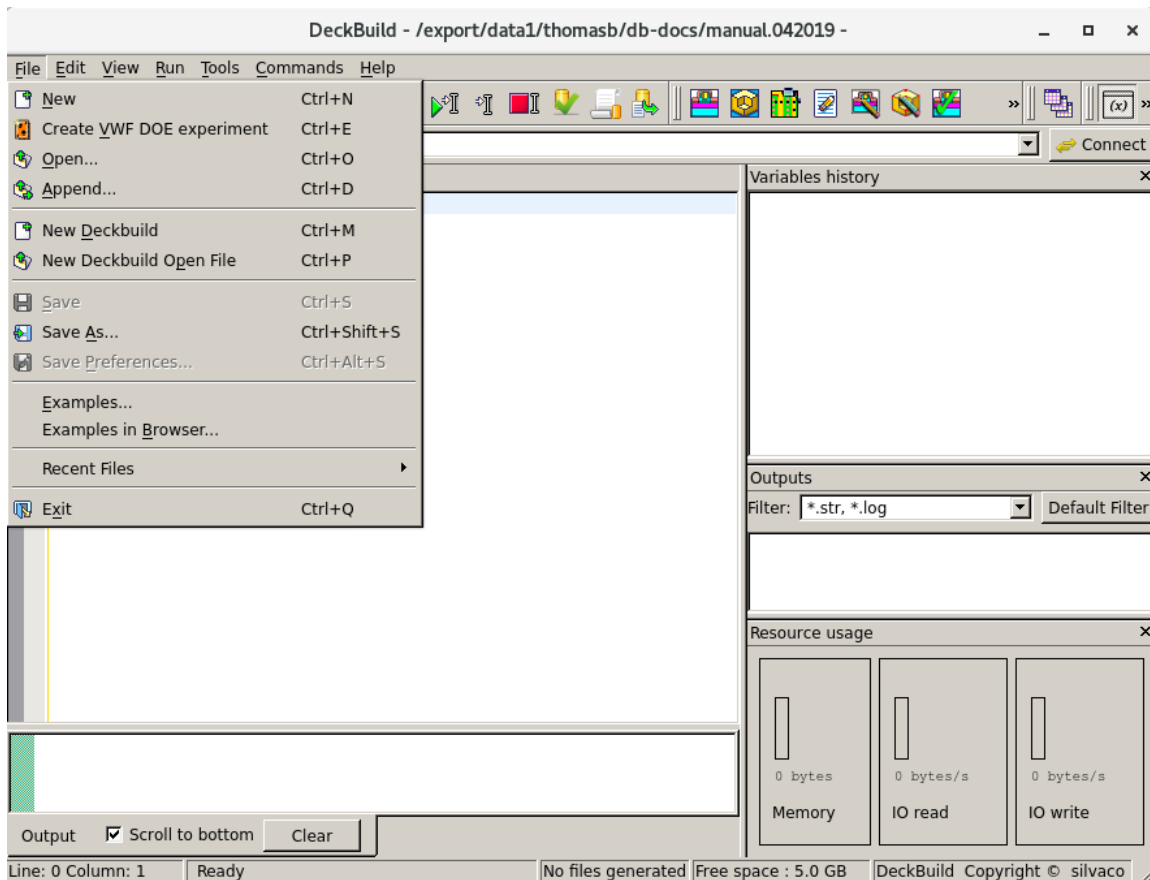 DeckBuild - /export/data1/thomasb/db-docs/manual.042019 -
File Edit View Run Tools Commands Help
New Ctrl+N
Create VWF DOE experiment Ctrl+E
Open... Ctrl+O
Append... Ctrl+D
New Deckbuild Ctrl+M
New Deckbuild Open File Ctrl+P
Save Ctrl+S
Save As... Ctrl+Shift+S
Save Preferences... Ctrl+Alt+S
Examples...
Examples in Browser...
Recent Files
Exit Ctrl+Q
» (x) »
Connect
Variables history
Outputs
Filter: *.str, *.log Default Filter
Resource usage
0 bytes 0 bytes/s 0 bytes/s
Memory IO read IO write
Output Scroll to bottom Clear
Line: 0 Column: 1 Ready No files generated Free space : 5.0 GB DeckBuild Copyright © silvaco